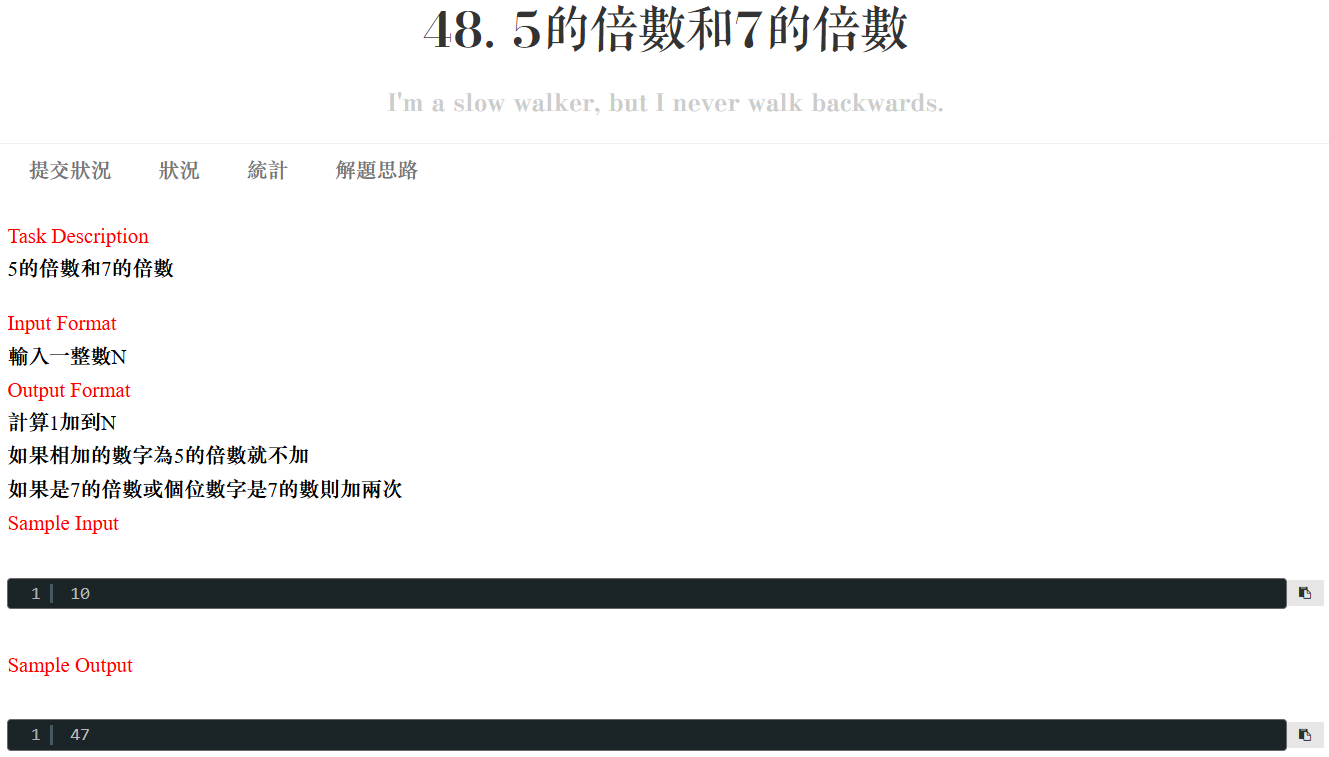 48. 5的倍數和7的倍數
I'm a slow walker, but I never walk backwards.
提交狀況 狀況 統計 解題思路
Task Description
5的倍數和7的倍數
Input Format
輸入一整數N
Output Format
計算1加到N
如果相加的數字為5的倍數就不加
如果是7的倍數或個位數字是7的數則加兩次
Sample Input
1 10
Sample Output
1 47